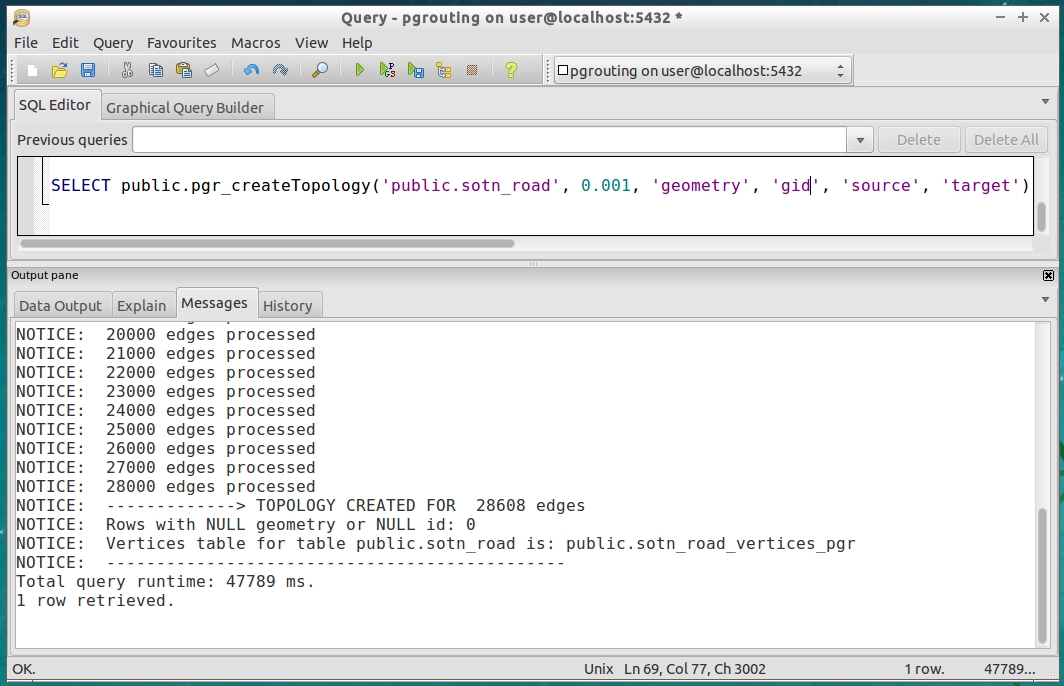 Query - pgrouting on user@localhost:5432 *
File Edit Query Favourites Macros View Help
pgrouting on user@localhost:5432
SQL Editor Graphical Query Builder
Previous queries Delete Delete All
SELECT public.pgr_createTopology('public.sotn_road', 0.001, 'geometry', 'gid', 'source', 'target')
Output pane
Data Output Explain Messages History
NOTICE:  20000 edges processed
NOTICE:  21000 edges processed
NOTICE:  22000 edges processed
NOTICE:  23000 edges processed
NOTICE:  24000 edges processed
NOTICE:  25000 edges processed
NOTICE:  26000 edges processed
NOTICE:  27000 edges processed
NOTICE:  28000 edges processed
NOTICE:  -------------> TOPOLOGY CREATED FOR  28608 edges
NOTICE:  Rows with NULL geometry or NULL id: 0
NOTICE:  Vertices table for table public.sotn_road is: public.sotn_road_vertices_pgr
NOTICE:  ----------------------------------------------
Total query runtime: 47789 ms.
1 row retrieved.
OK. Unix Ln 69, Col 77, Ch 3002 1 row. 47789...